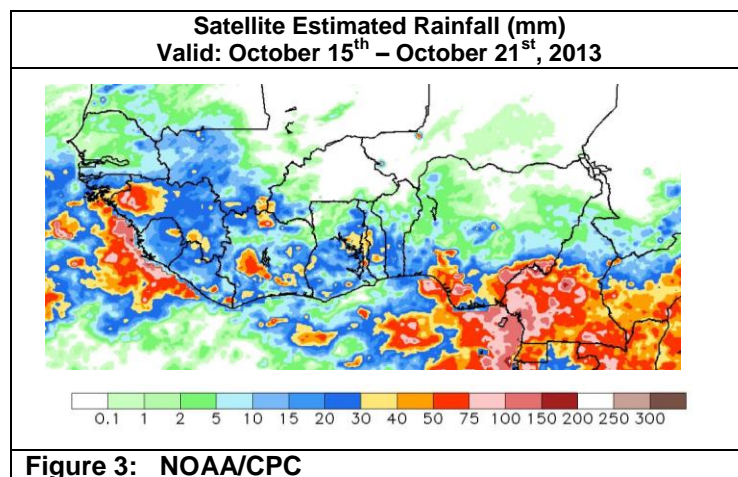 Satellite Estimated Rainfall (mm)
Valid: October 15th – October 21st, 2013
0.1 1 2 5 10 15 20 30 40 50 75 100 150 200 250 300
Figure 3: NOAA/CPC